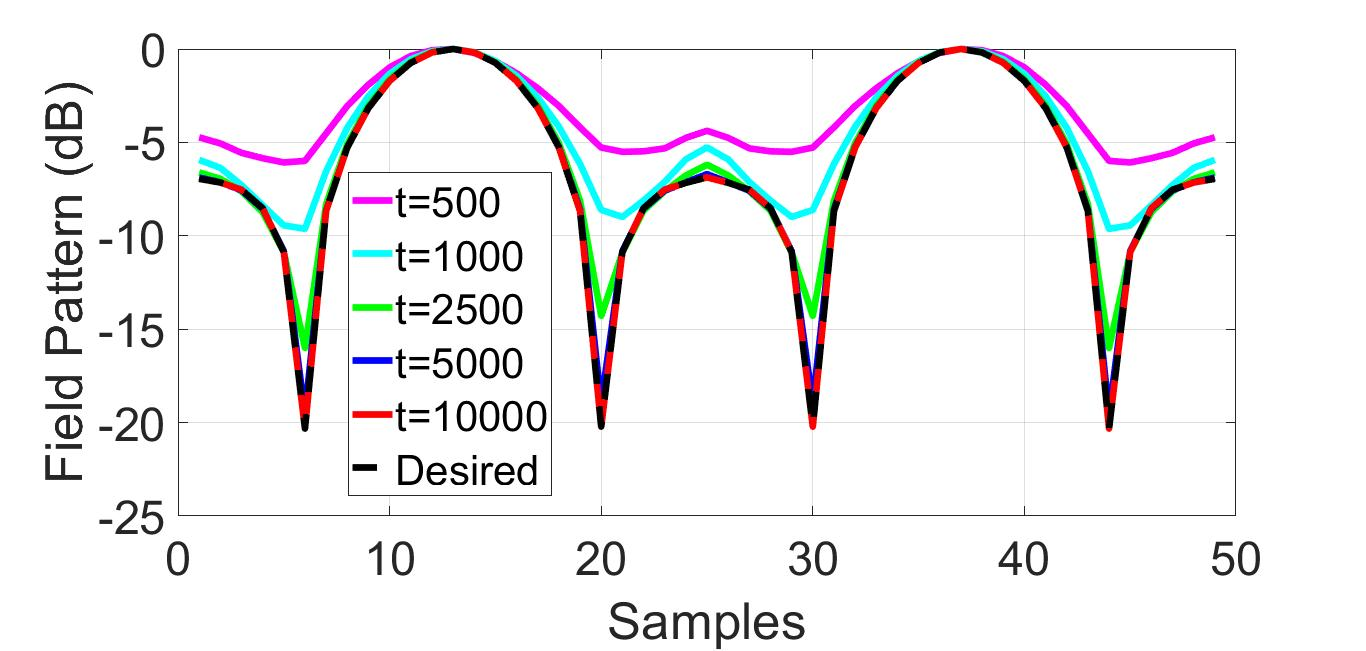 0
-5
-10
-15
-20
-25
Field Pattern (dB)
t=500
t=1000
t=2500
t=5000
t=10000
Desired
0 10 20 30 40 50
Samples